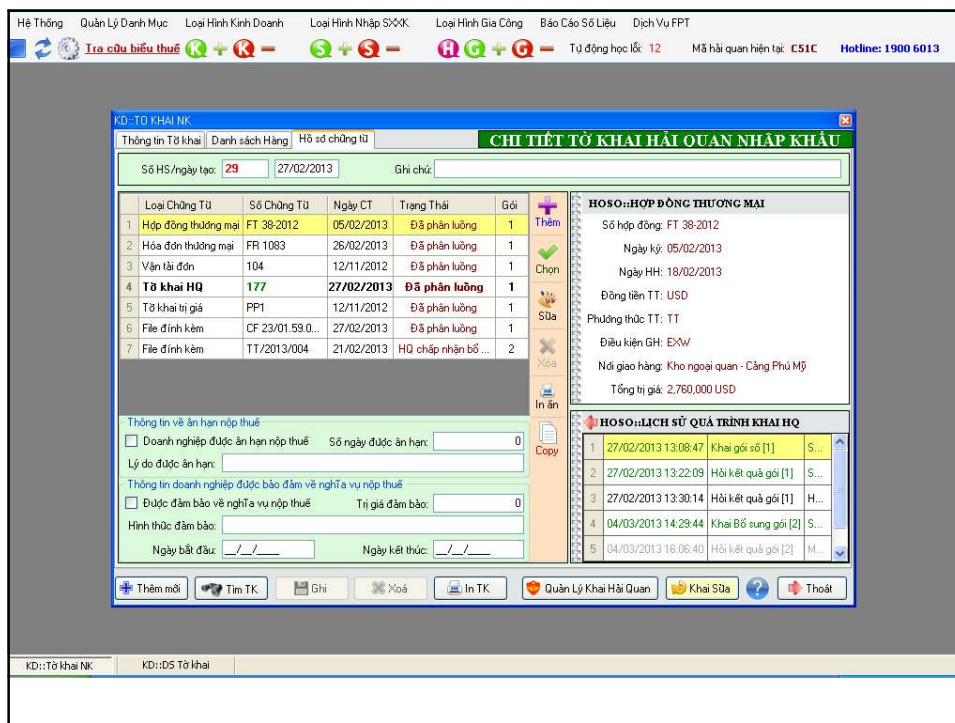 Hệ Thống Quản Lý Danh Mục Loại Hình Kinh Doanh Loại Hình Nhập SXXK Loại Hình Gia Công Báo Cáo Số Liệu Dịch Vụ FPT
Tra cứu biểu thuế K + K − S + S − H G + G − Tự động học lỗi: 12 Mã hải quan hiện tại: C51C Hotline: 1900 6013
KD::TỜ KHAI NK
Thông tin Tờ khai Danh sách Hàng Hồ sơ chứng từ CHI TIẾT TỜ KHAI HẢI QUAN NHẬP KHẨU
Số HS/ngày tạo: 29 27/02/2013 Ghi chú:
Loại Chứng Từ Số Chứng Từ Ngày CT Trạng Thái Gói
1 Hợp đồng thương mại FT 38-2012 05/02/2013 Đã phân luồng 1
2 Hóa đơn thương mại FR 1083 26/02/2013 Đã phân luồng 1
3 Vận tải đơn 104 12/11/2012 Đã phân luồng 1
4 Tờ khai HQ 177 27/02/2013 Đã phân luồng 1
5 Tờ khai trị giá PP1 12/11/2012 Đã phân luồng 1
6 File đính kèm CF 23/01.59.0... 27/02/2013 Đã phân luồng 1
7 File đính kèm TT/2013/004 21/02/2013 HQ chấp nhận bổ ... 2
Thêm
Chọn
Sửa
Xóa
In ấn
Copy
HOSO::HỢP ĐỒNG THƯƠNG MẠI
Số hợp đồng: FT 38-2012
Ngày ký: 05/02/2013
Ngày HH: 18/02/2013
Đồng tiền TT: USD
Phương thức TT: TT
Điều kiện GH: EXW
Nơi giao hàng: Kho ngoại quan - Cảng Phú Mỹ
Tổng trị giá: 2,760,000 USD
Thông tin về ân hạn nộp thuế
Doanh nghiệp được ân hạn nộp thuế Số ngày được ân hạn: 0
Lý do được ân hạn:
Thông tin doanh nghiệp được bảo đảm về nghĩa vụ nộp thuế
Được đảm bảo về nghĩa vụ nộp thuế Trị giá đảm bảo: 0
Hình thức đảm bảo:
Ngày bắt đầu: __/__/____ Ngày kết thúc: __/__/____
HOSO::LỊCH SỬ QUÁ TRÌNH KHAI HQ
1 27/02/2013 13:08:47 Khai gói số [1] S...
2 27/02/2013 13:22:09 Hỏi kết quả gói [1] S...
3 27/02/2013 13:30:14 Hỏi kết quả gói [1] H...
4 04/03/2013 14:29:44 Khai Bổ sung gói [2] S...
5 04/03/2013 16:06:40 Hỏi kết quả gói [2] M...
Thêm mới Tìm TK Ghi Xoá In TK Quản Lý Khai Hải Quan Khai Sửa ? Thoát
KD::Tờ khai NK KD::DS Tờ khai